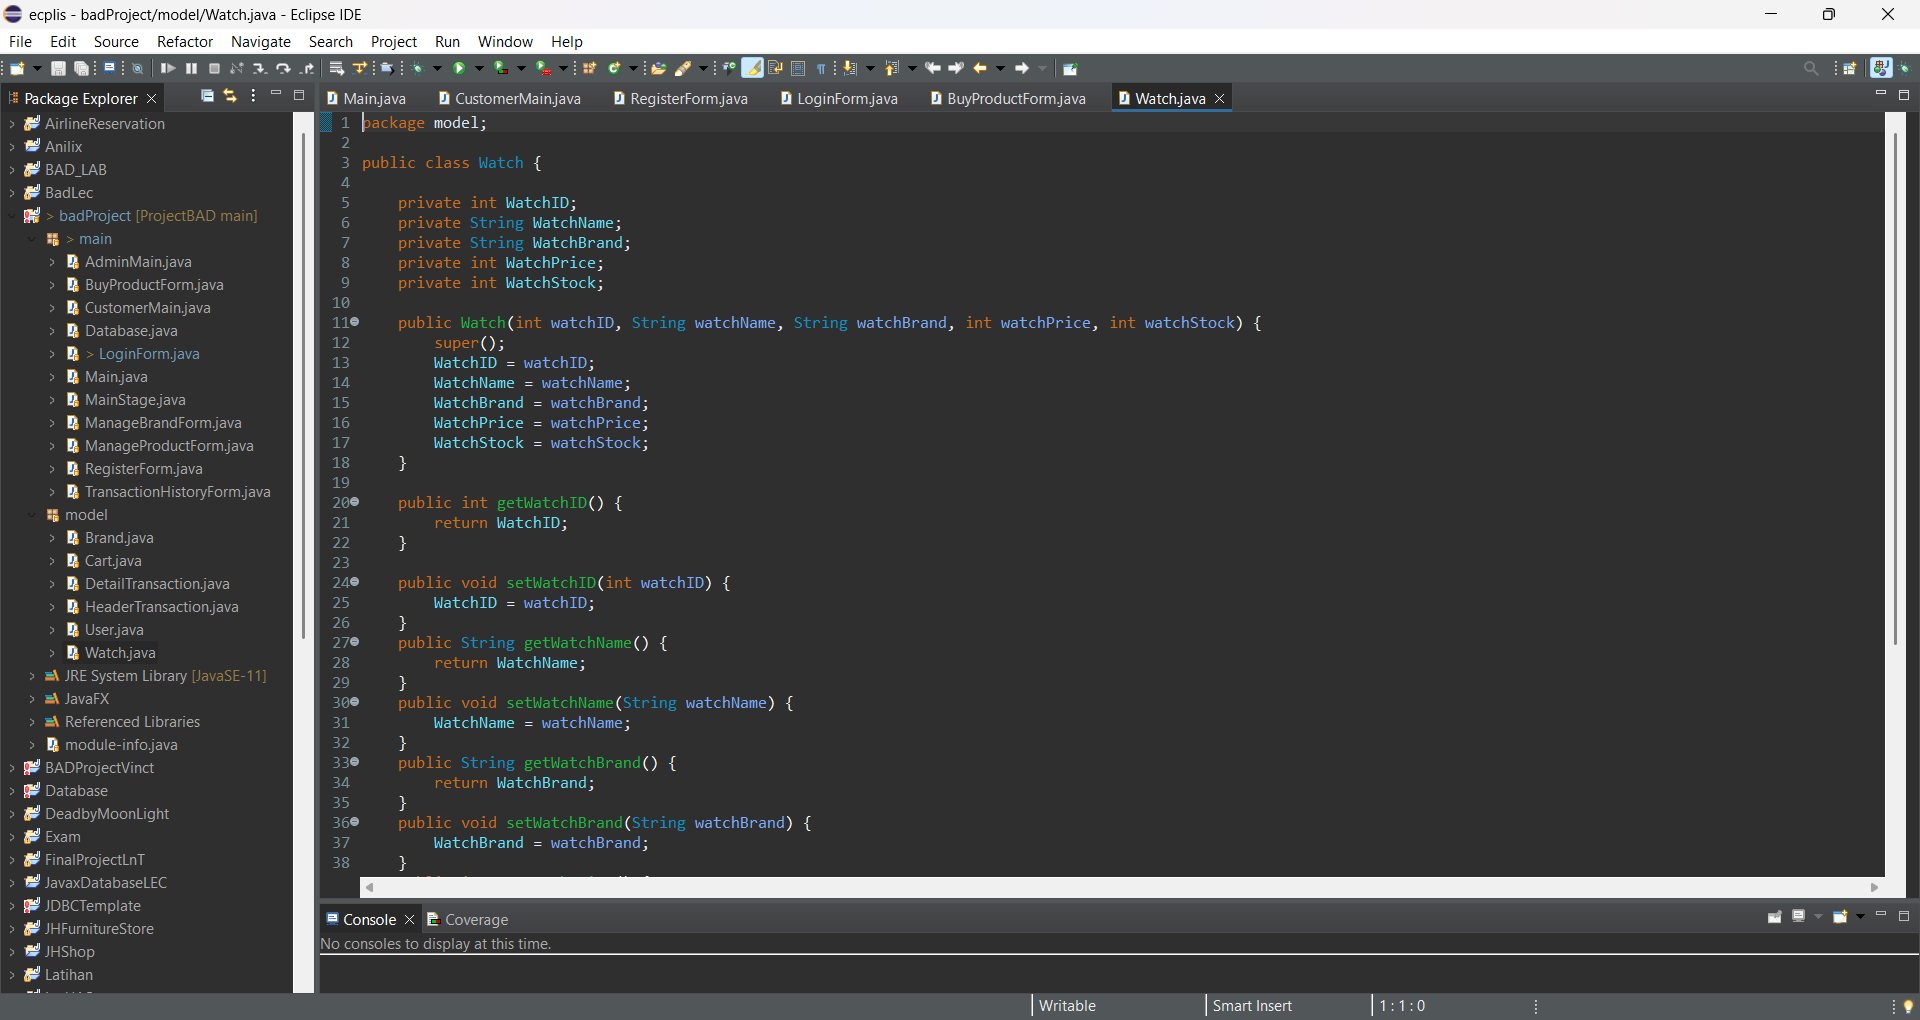 ecplis - badProject/model/Watch.java - Eclipse IDE
File Edit Source Refactor Navigate Search Project Run Window Help
Package Explorer
AirlineReservation
Anilix
BAD_LAB
BadLec
> badProject [ProjectBAD main]
> main
AdminMain.java
BuyProductForm.java
CustomerMain.java
Database.java
> LoginForm.java
Main.java
MainStage.java
ManageBrandForm.java
ManageProductForm.java
RegisterForm.java
TransactionHistoryForm.java
model
Brand.java
Cart.java
DetailTransaction.java
HeaderTransaction.java
User.java
Watch.java
JRE System Library [JavaSE-11]
JavaFX
Referenced Libraries
module-info.java
BADProjectVinct
Database
DeadbyMoonLight
Exam
FinalProjectLnT
JavaxDatabaseLEC
JDBCTemplate
JHFurnitureStore
JHShop
Latihan
Main.java CustomerMain.java RegisterForm.java LoginForm.java BuyProductForm.java Watch.java
1 package model;
2
3 public class Watch {
4
5 private int WatchID;
6 private String WatchName;
7 private String WatchBrand;
8 private int WatchPrice;
9 private int WatchStock;
10
11 public Watch(int watchID, String watchName, String watchBrand, int watchPrice, int watchStock) {
12 super();
13 WatchID = watchID;
14 WatchName = watchName;
15 WatchBrand = watchBrand;
16 WatchPrice = watchPrice;
17 WatchStock = watchStock;
18 }
19
20 public int getWatchID() {
21 return WatchID;
22 }
23
24 public void setWatchID(int watchID) {
25 WatchID = watchID;
26 }
27 public String getWatchName() {
28 return WatchName;
29 }
30 public void setWatchName(String watchName) {
31 WatchName = watchName;
32 }
33 public String getWatchBrand() {
34 return WatchBrand;
35 }
36 public void setWatchBrand(String watchBrand) {
37 WatchBrand = watchBrand;
38 }
Console Coverage
No consoles to display at this time.
Writable Smart Insert 1 : 1 : 0